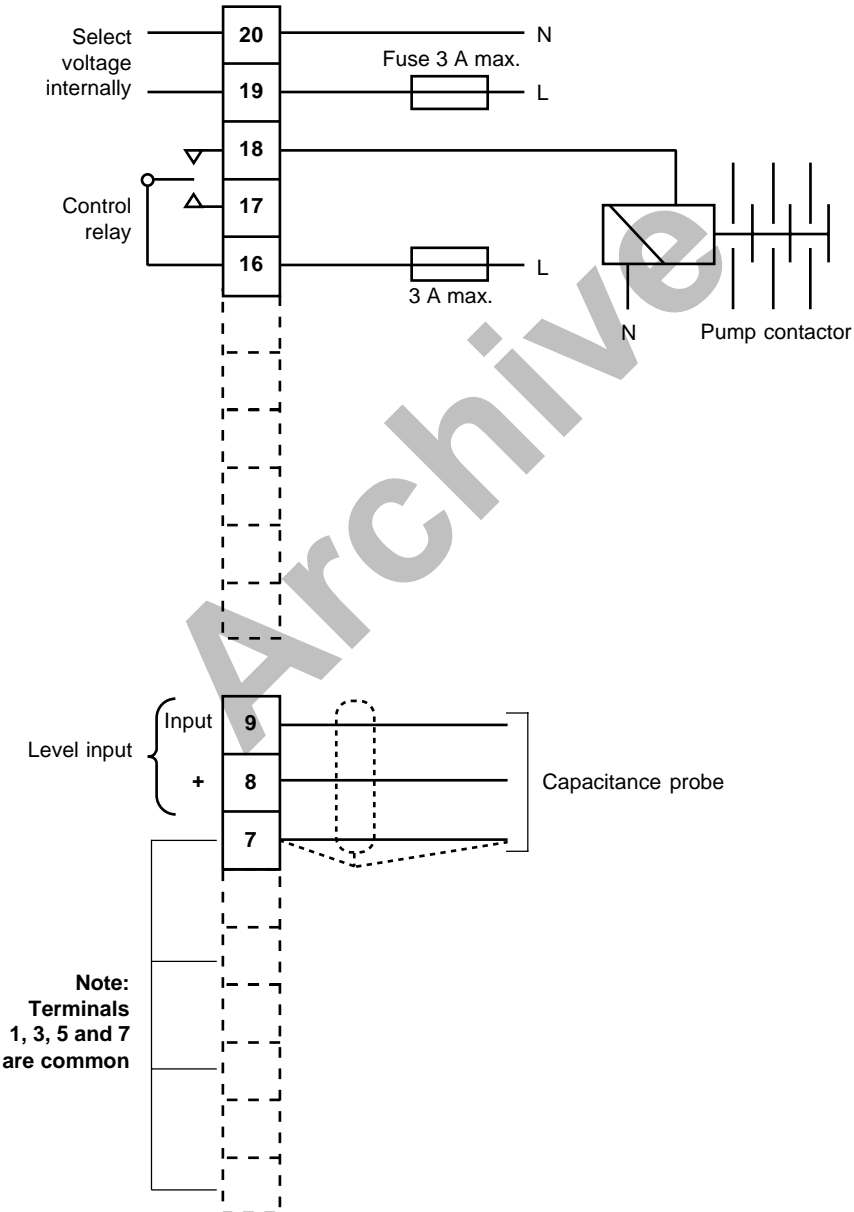 Select
voltage
internally
20
N
Fuse 3 A max.
19
L
18
Control
relay
17
16
L
3 A max.
N
Pump contactor
Archive
Level input
Input
9
+
8
Capacitance probe
7
Note:
Terminals
1, 3, 5 and 7
are common